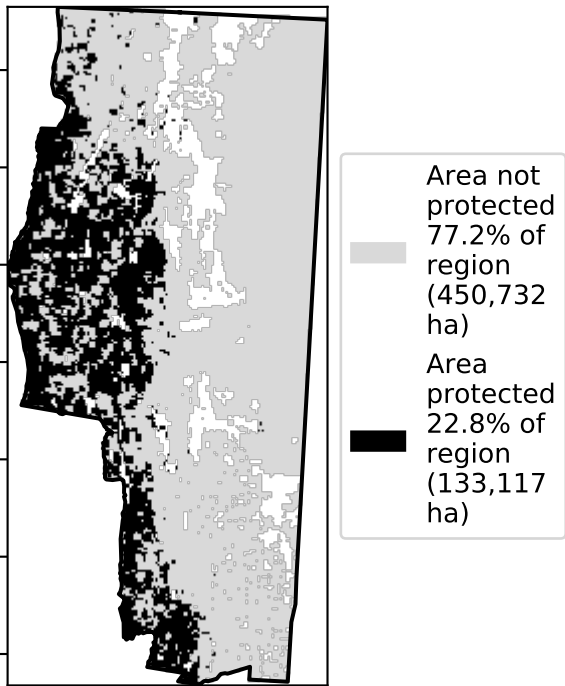 Area not
protected
77.2% of
region
(450,732
ha)
Area
protected
22.8% of
region
(133,117
ha)